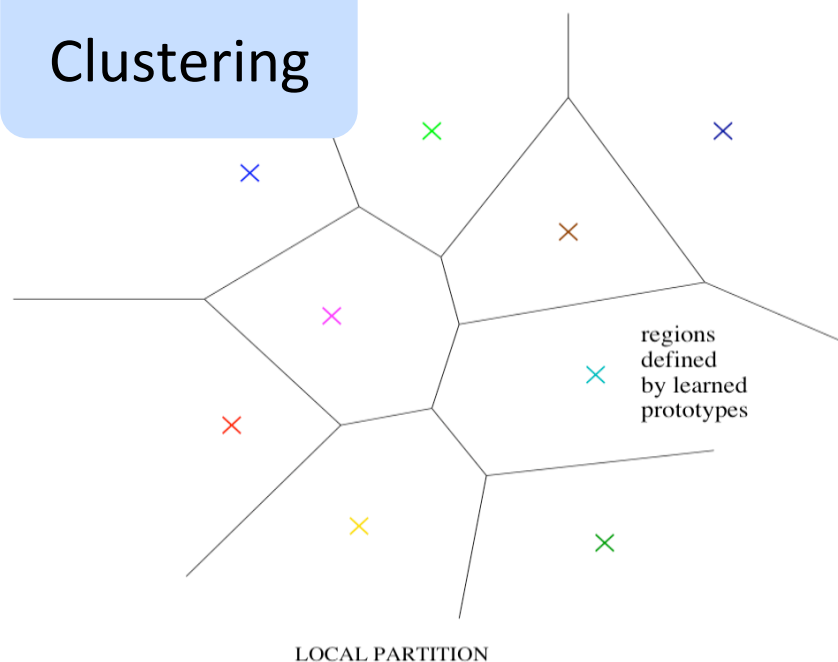 Clustering
regions
defined
by learned
prototypes
LOCAL PARTITION